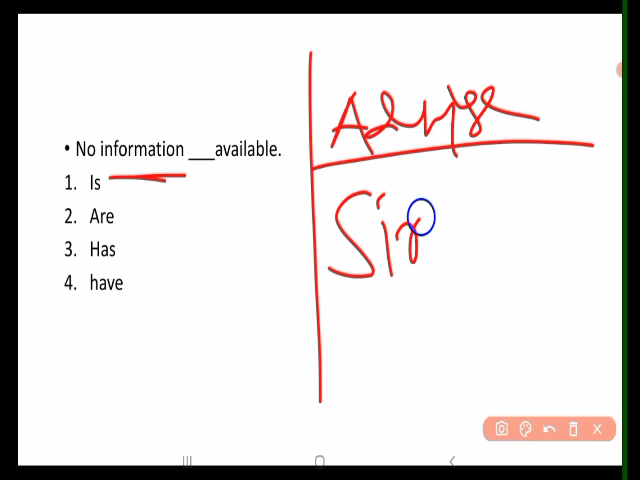 • No information ___available.
1. Is
2. Are
3. Has
4. have